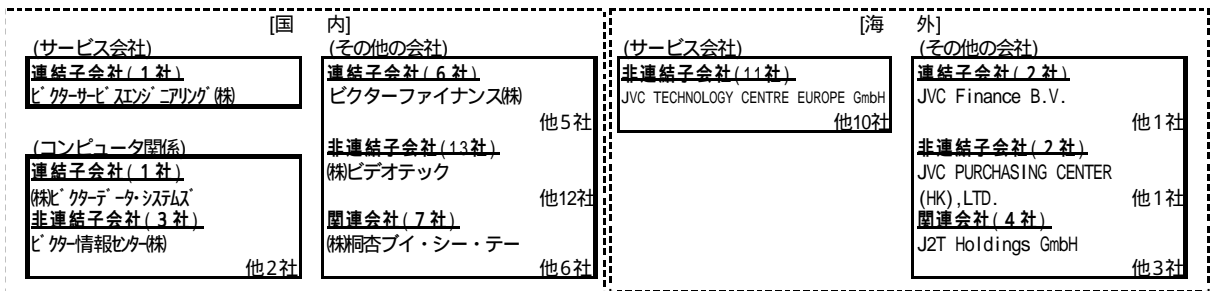 [国　内]
(サービス会社)
連結子会社(1社)
ﾋﾞｸﾀｰｻｰﾋﾞｽｴﾝｼﾞﾆｱﾘﾝｸﾞ(株)
(コンピュータ関係)
連結子会社(1社)
(株)ﾋﾞｸﾀｰﾃﾞｰﾀ・ｼｽﾃﾑｽﾞ
非連結子会社(3社)
ﾋﾞｸﾀｰ情報ｾﾝﾀｰ(株)
他2社
(その他の会社)
連結子会社(6社)
ビクターファイナンス(株)
他5社
非連結子会社(13社)
(株)ビデオテック
他12社
関連会社(7社)
(株)桐杏ブイ・シー・テー
他6社
[海　外]
(サービス会社)
非連結子会社(11社)
JVC TECHNOLOGY CENTRE EUROPE GmbH
他10社
(その他の会社)
連結子会社(2社)
JVC Finance B.V.
他1社
非連結子会社(2社)
JVC PURCHASING CENTER
(HK),LTD.　他1社
関連会社(4社)
J2T Holdings GmbH
他3社